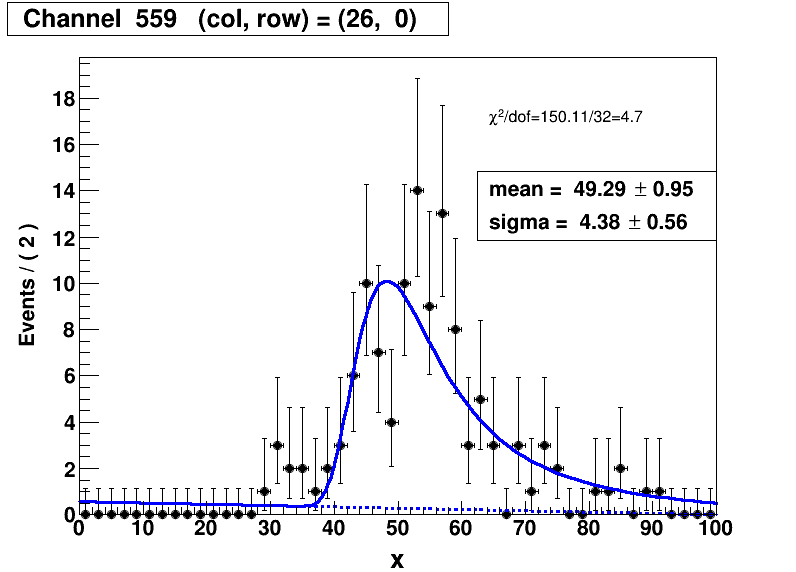 Channel 559 (col, row) = (26, 0)
χ²/dof=150.11/32=4.7
mean = 49.29 ± 0.95
sigma = 4.38 ± 0.56
Events / ( 2 )
18
16
14
12
10
8
6
4
2
0
0 10 20 30 40 50 60 70 80 90 100
x